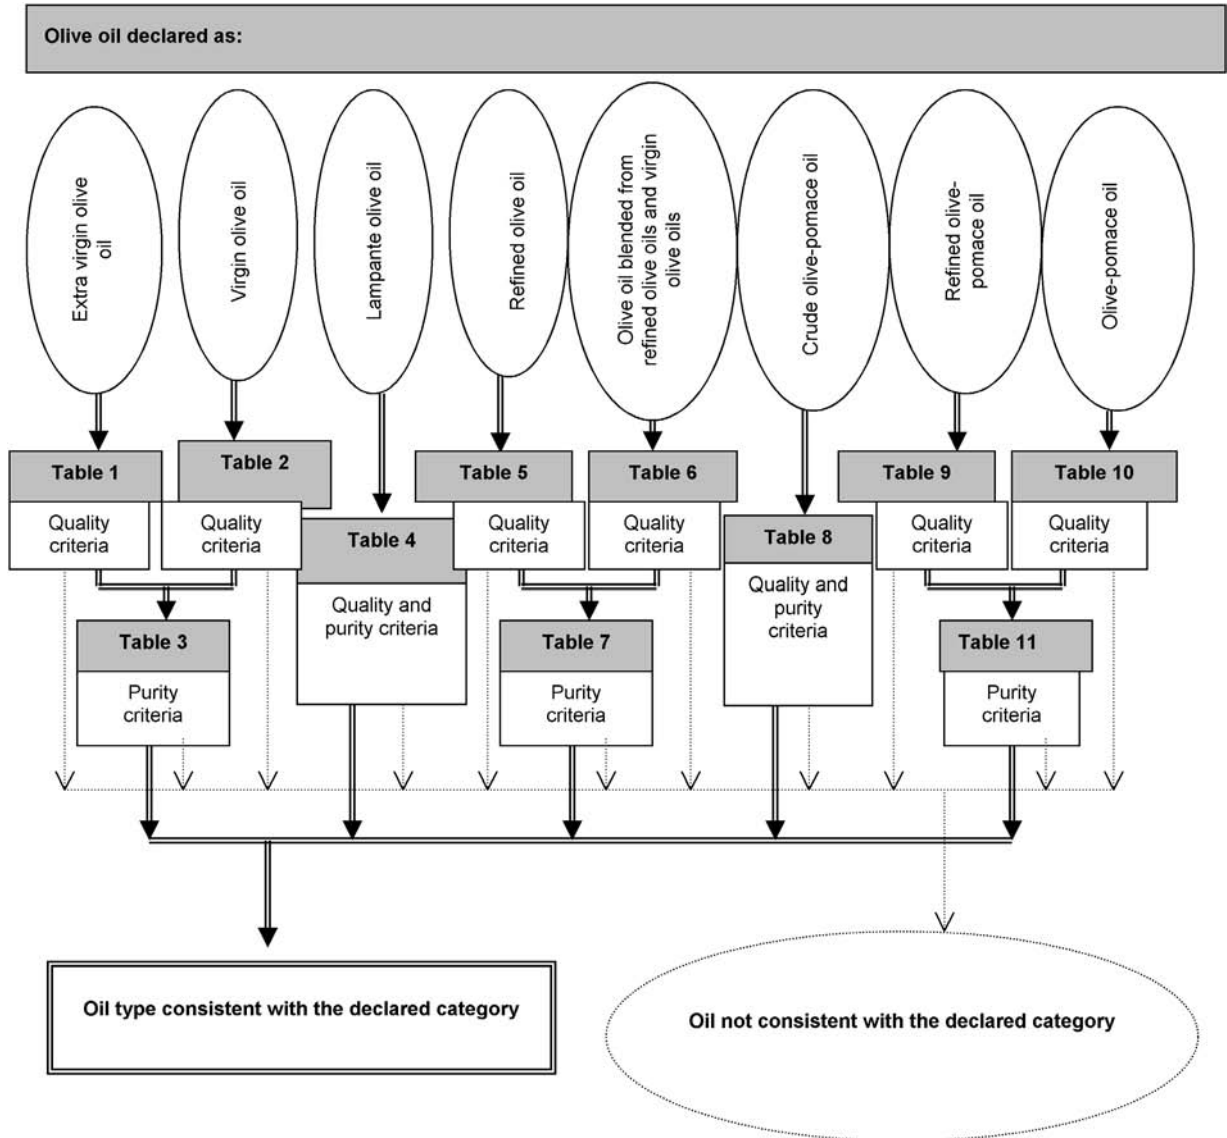 Olive oil declared as:
Extra virgin olive
oil
Virgin olive oil
Lampante olive oil
Refined olive oil
Olive oil blended from
refined olive oils and virgin
olive oils
Crude olive-pomace oil
Refined olive-
pomace oil
Olive-pomace oil
Table 1
Quality
criteria
Table 2
Quality
criteria
Table 3
Purity
criteria
Table 4
Quality and
purity criteria
Table 5
Quality
criteria
Table 6
Quality
criteria
Table 7
Purity
criteria
Table 8
Quality and
purity
criteria
Table 9
Quality
criteria
Table 10
Quality
criteria
Table 11
Purity
criteria
Oil type consistent with the declared category
Oil not consistent with the declared category